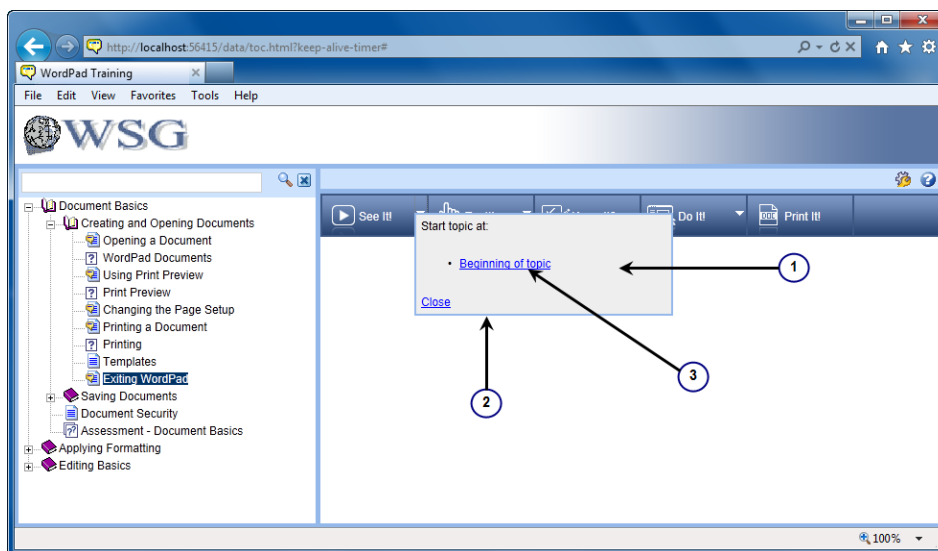 http://localhost:56415/data/toc.html?keep-alive-timer#
WordPad Training
File Edit View Favorites Tools Help
WSG
Document Basics
Creating and Opening Documents
Opening a Document
WordPad Documents
Using Print Preview
Print Preview
Changing the Page Setup
Printing a Document
Printing
Templates
Exiting WordPad
Saving Documents
Document Security
Assessment - Document Basics
Applying Formatting
Editing Basics
See It! Do It! Print It!
Start topic at:
• Beginning of topic
Close
1
2
3
100%